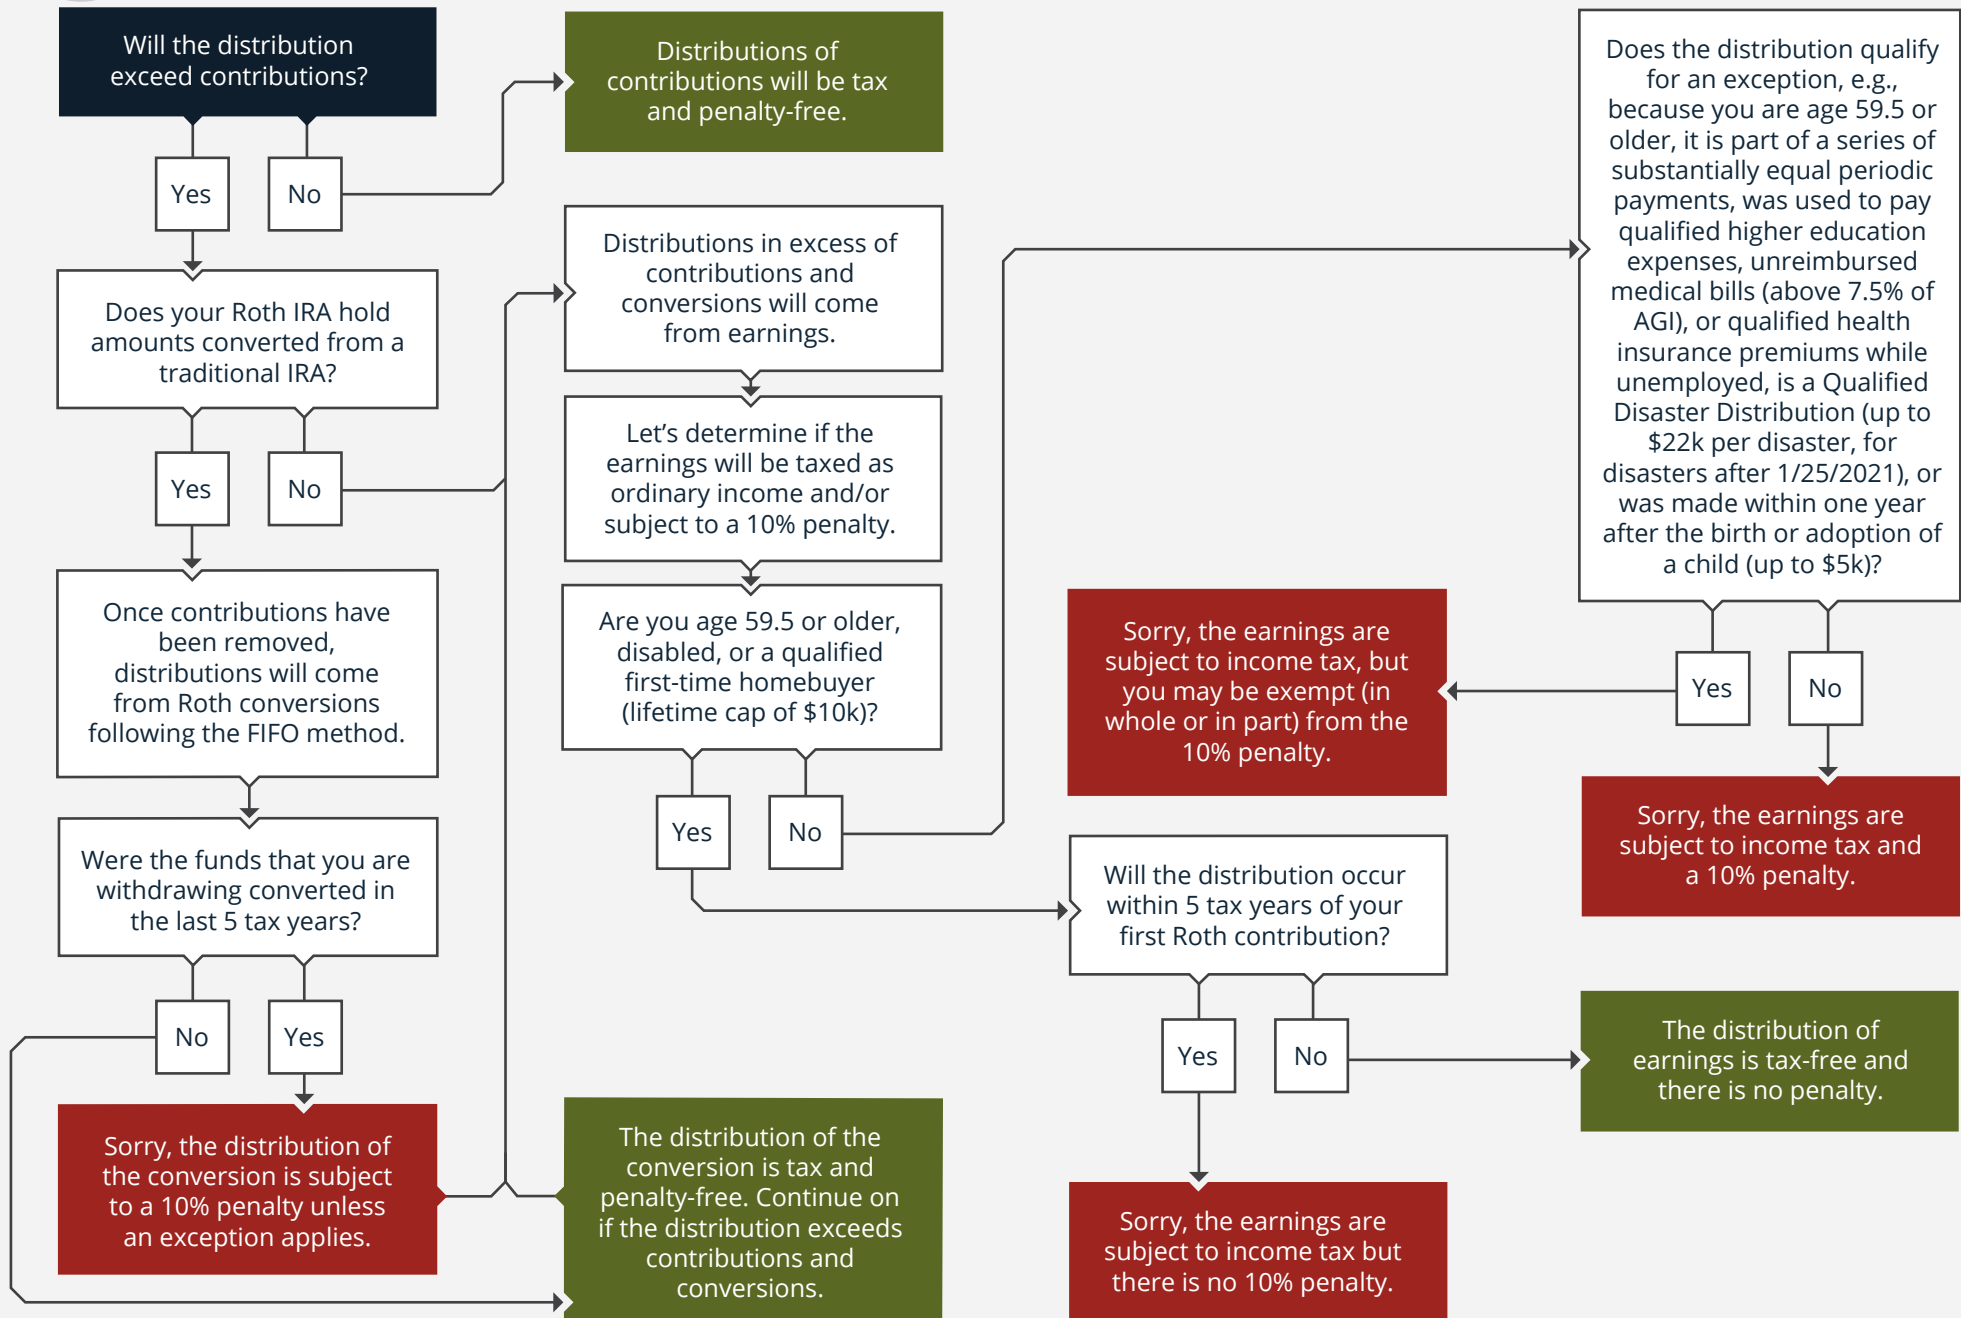 Will the distribution
exceed contributions?
Yes
No
Distributions of
contributions will be tax
and penalty-free.
Does your Roth IRA hold
amounts converted from a
traditional IRA?
Yes
No
Once contributions have
been removed,
distributions will come
from Roth conversions
following the FIFO method.
Were the funds that you are
withdrawing converted in
the last 5 tax years?
No
Yes
Sorry, the distribution of
the conversion is subject
to a 10% penalty unless
an exception applies.
The distribution of the
conversion is tax and
penalty-free. Continue on
if the distribution exceeds
contributions and
conversions.
Distributions in excess of
contributions and
conversions will come
from earnings.
Let’s determine if the
earnings will be taxed as
ordinary income and/or
subject to a 10% penalty.
Are you age 59.5 or older,
disabled, or a qualified
first-time homebuyer
(lifetime cap of $10k)?
Yes
No
Will the distribution occur
within 5 tax years of your
first Roth contribution?
Yes
No
Sorry, the earnings are
subject to income tax but
there is no 10% penalty.
The distribution of
earnings is tax-free and
there is no penalty.
Does the distribution qualify
for an exception, e.g.,
because you are age 59.5 or
older, it is part of a series of
substantially equal periodic
payments, was used to pay
qualified higher education
expenses, unreimbursed
medical bills (above 7.5% of
AGI), or qualified health
insurance premiums while
unemployed, is a Qualified
Disaster Distribution (up to
$22k per disaster, for
disasters after 1/25/2021), or
was made within one year
after the birth or adoption of
a child (up to $5k)?
Yes
No
Sorry, the earnings are
subject to income tax, but
you may be exempt (in
whole or in part) from the
10% penalty.
Sorry, the earnings are
subject to income tax and
a 10% penalty.